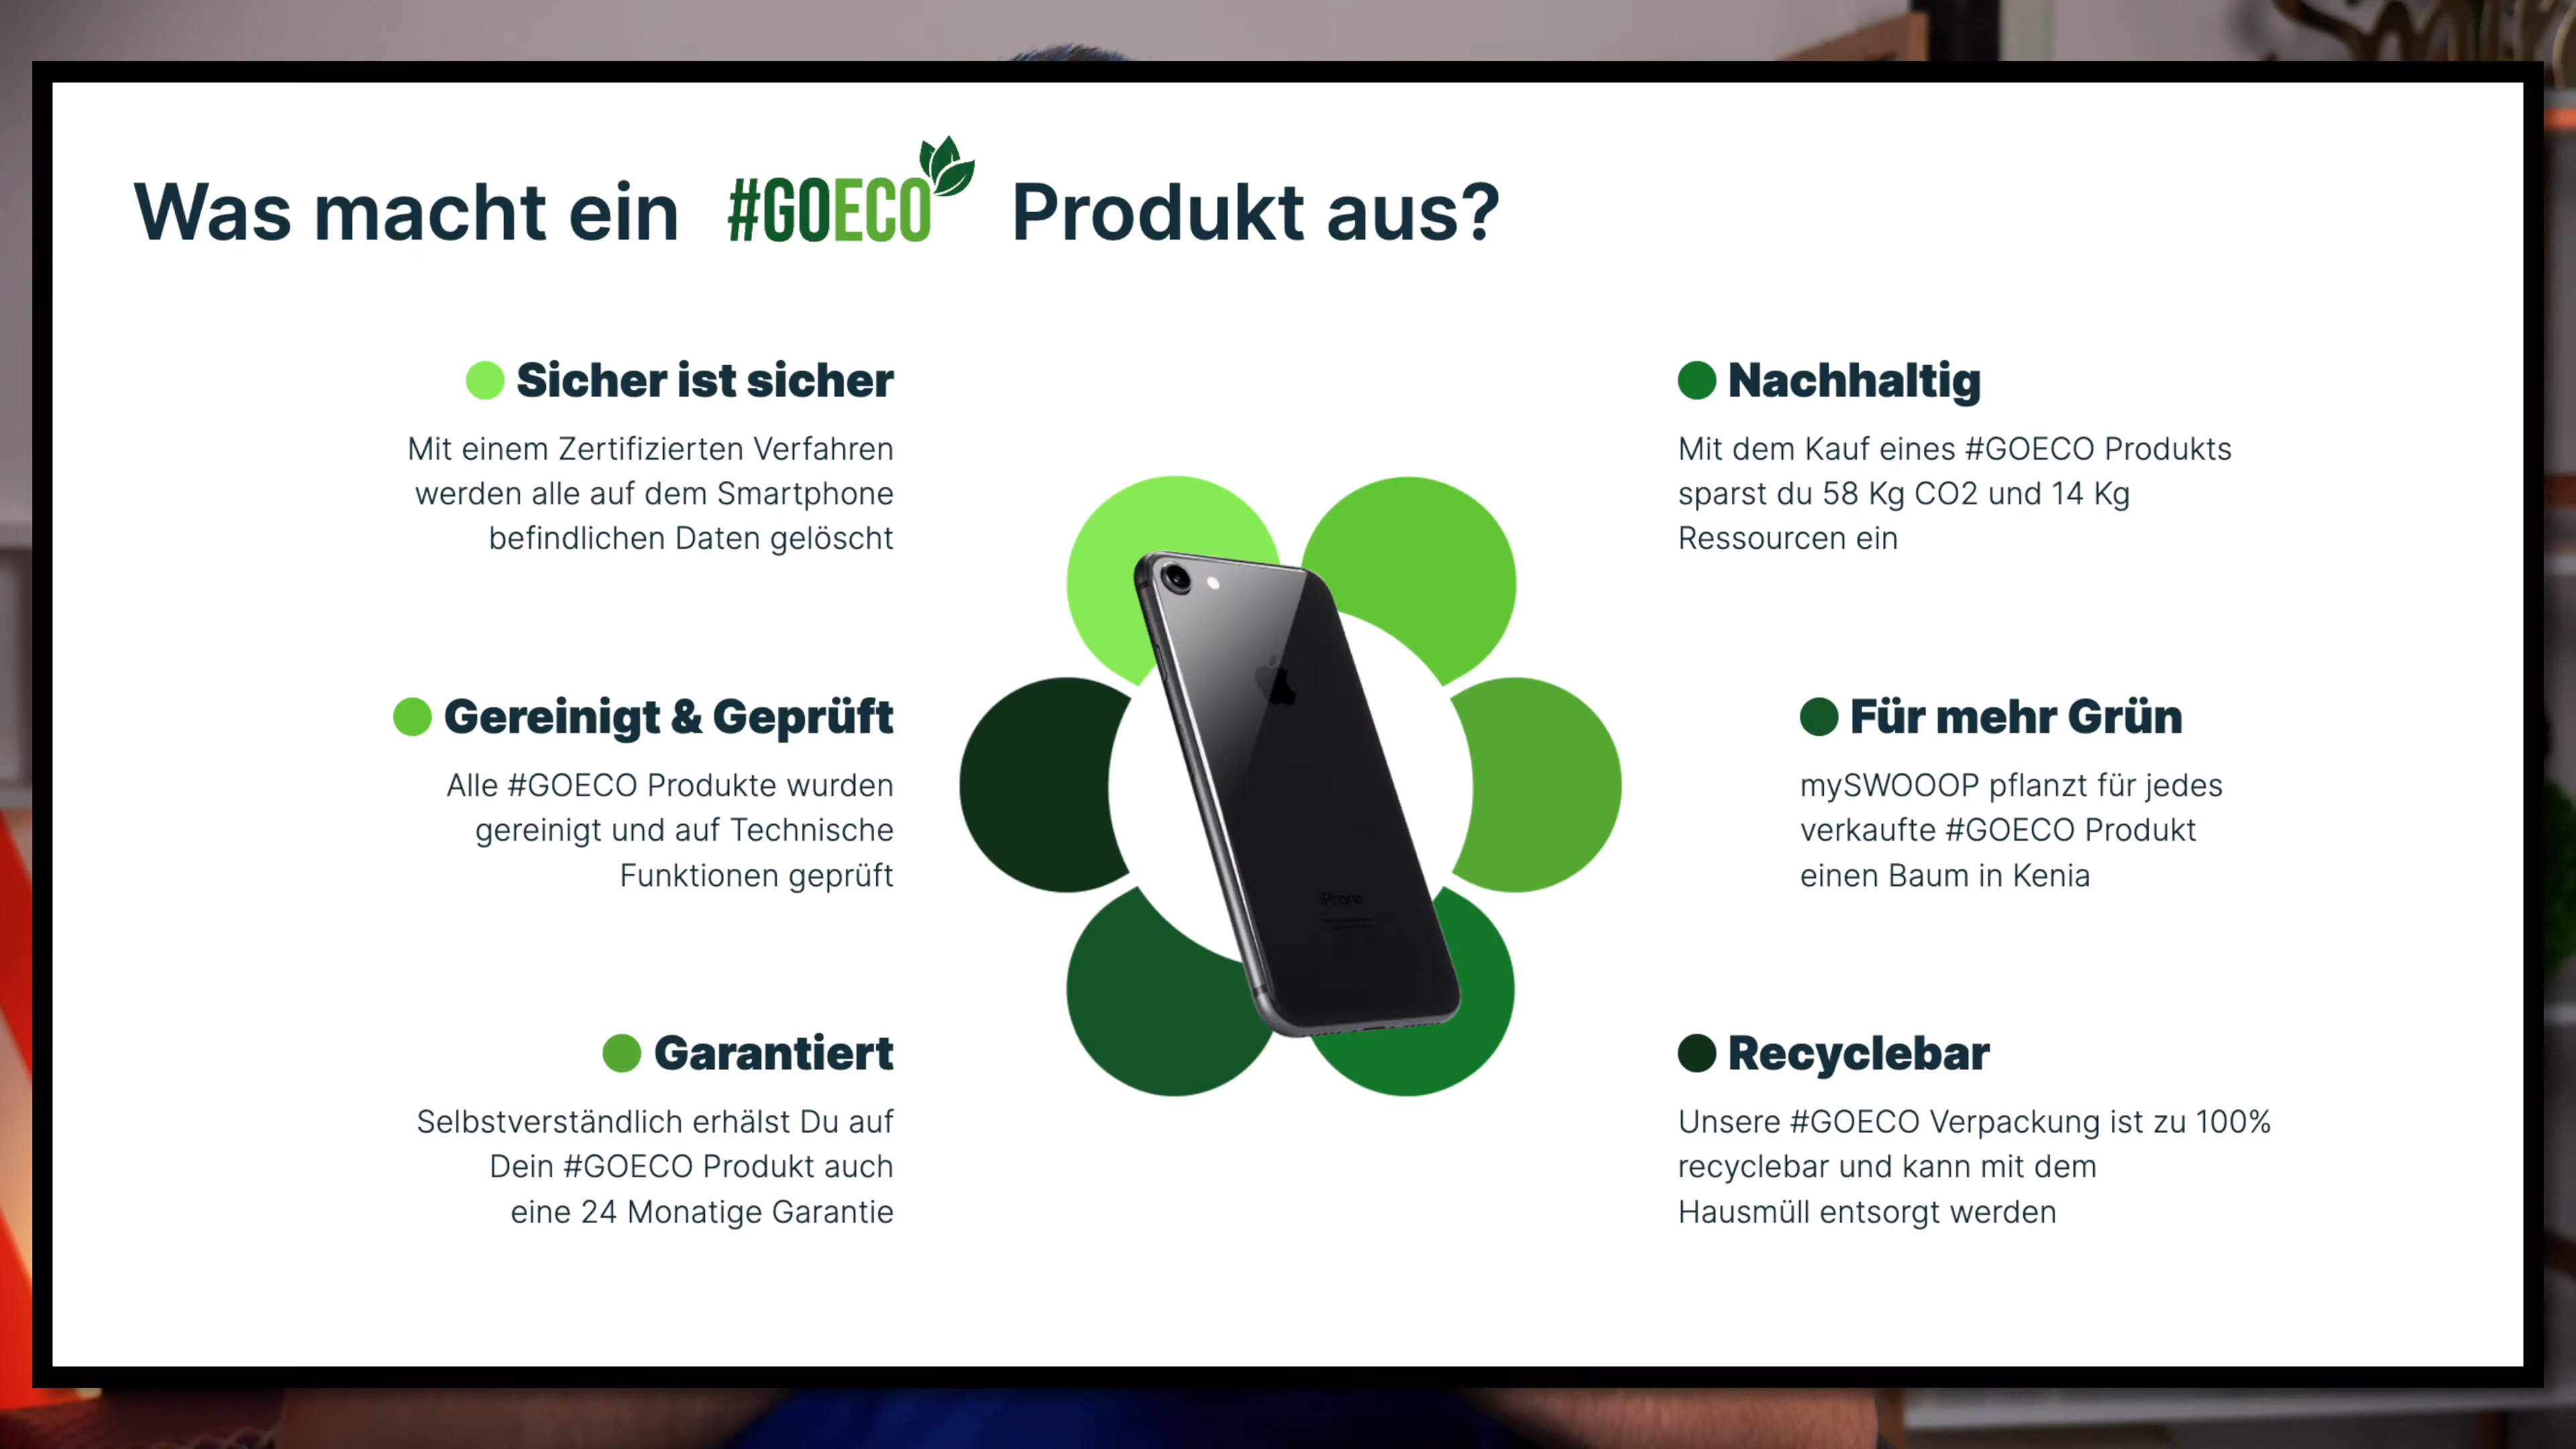 Was macht ein #GOECO Produkt aus?
Sicher ist sicher
Mit einem Zertifizierten Verfahren
werden alle auf dem Smartphone
befindlichen Daten gelöscht
Gereinigt & Geprüft
Alle #GOECO Produkte wurden
gereinigt und auf Technische
Funktionen geprüft
Garantiert
Selbstverständlich erhälst Du auf
Dein #GOECO Produkt auch
eine 24 Monatige Garantie
iPhone
Nachhaltig
Mit dem Kauf eines #GOECO Produkts
sparst du 58 Kg CO2 und 14 Kg
Ressourcen ein
Für mehr Grün
mySWOOOP pflanzt für jedes
verkaufte #GOECO Produkt
einen Baum in Kenia
Recyclebar
Unsere #GOECO Verpackung ist zu 100%
recyclebar und kann mit dem
Hausmüll entsorgt werden